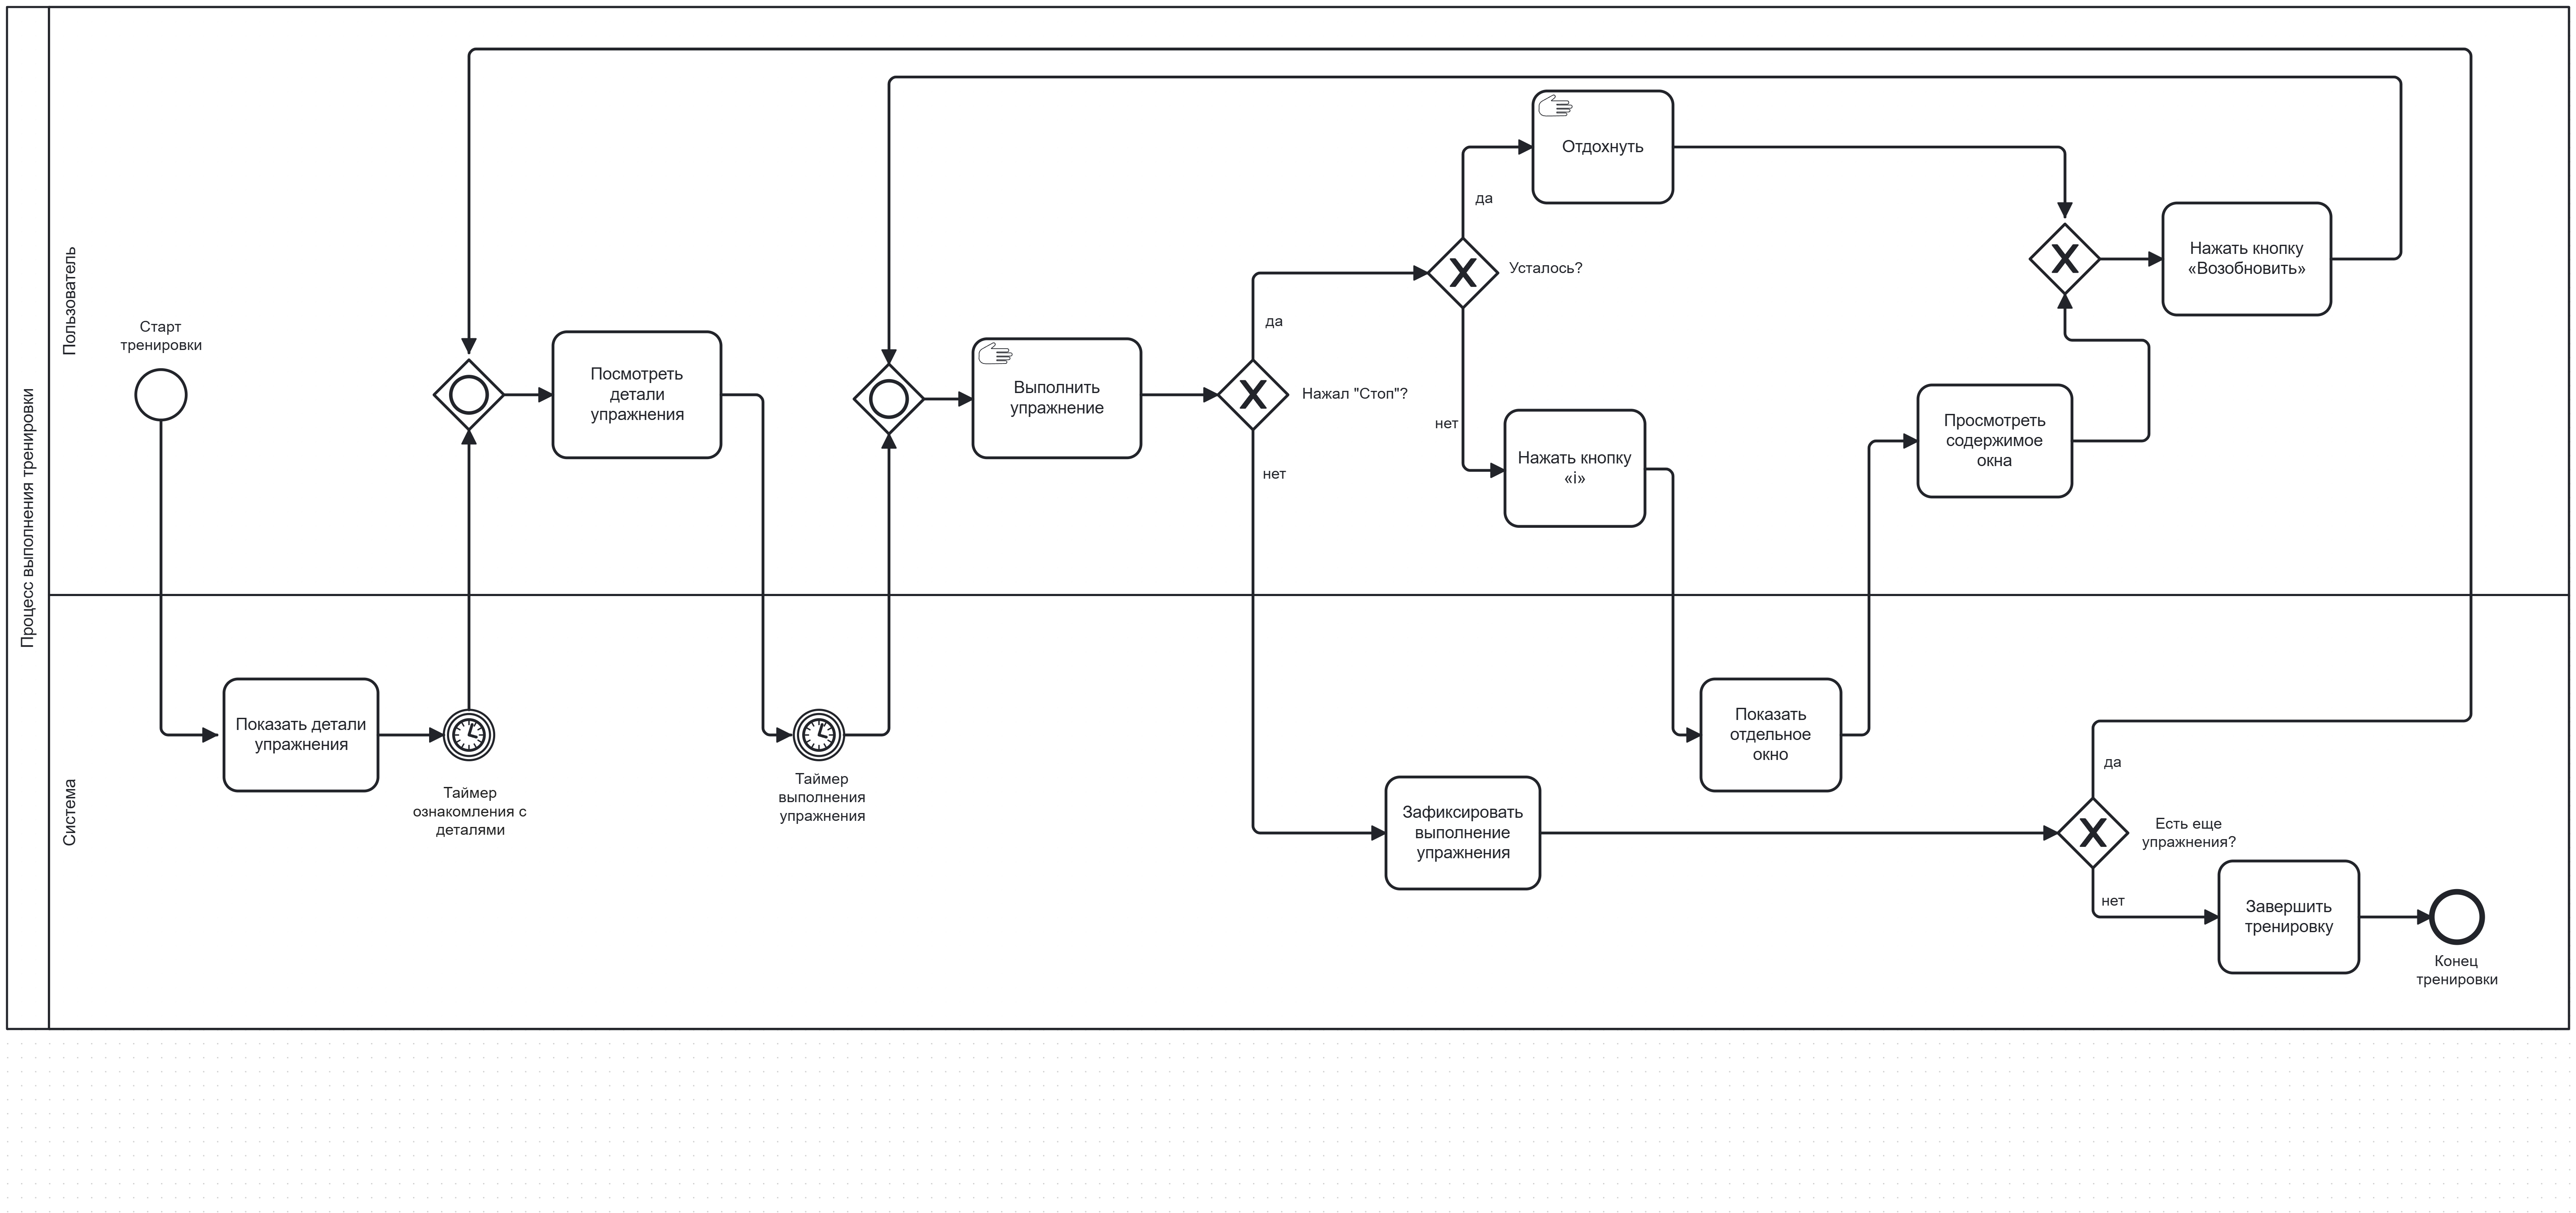 Процесс выполнения тренировки
Пользователь
Система
Старт
тренировки
Показать детали
упражнения
Таймер
ознакомления с
деталями
Посмотреть
детали
упражнения
Таймер
выполнения
упражнения
Выполнить
упражнение
Нажал "Стоп"?
да
нет
Усталось?
да
нет
Отдохнуть
Нажать кнопку
«i»
Показать
отдельное
окно
Просмотреть
содержимое
окна
Нажать кнопку
«Возобновить»
Зафиксировать
выполнение
упражнения
Есть еще
упражнения?
да
нет
Завершить
тренировку
Конец
тренировки